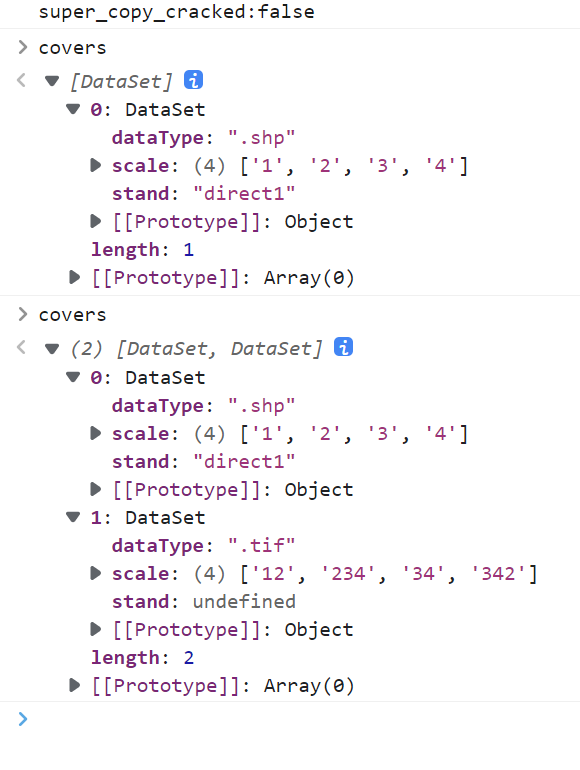 super_copy_cracked:false
covers
[DataSet] i
0: DataSet
dataType: ".shp"
scale: (4) ['1', '2', '3', '4']
stand: "direct1"
[[Prototype]]: Object
length: 1
[[Prototype]]: Array(0)
covers
(2) [DataSet, DataSet] i
0: DataSet
dataType: ".shp"
scale: (4) ['1', '2', '3', '4']
stand: "direct1"
[[Prototype]]: Object
1: DataSet
dataType: ".tif"
scale: (4) ['12', '234', '34', '342']
stand: undefined
[[Prototype]]: Object
length: 2
[[Prototype]]: Array(0)